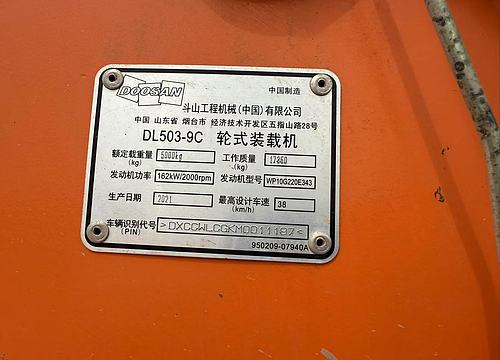 DOOSAN 中国制造
斗山工程机械(中国)有限公司
中国 山东省 烟台市 经济技术开发区五指山路28号
DL503-9C 轮式装载机
额定载重量 5000kg 工作质量 17350
(kg) (kg)
发动机功率 162kW/2000rpm 发动机型号 WP10G220E343
生产日期 2021 最高设计车速 38
(km/h)
车辆识别代号 >DXCCWLCGKM0011187<
(PIN)
950209-07940A